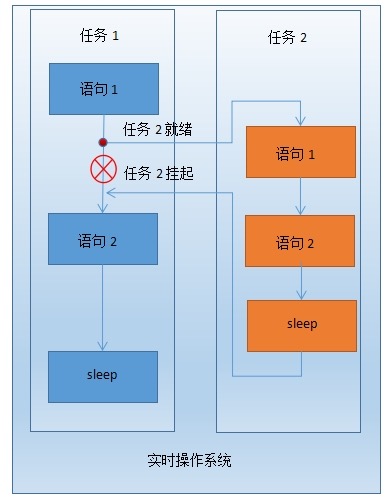 任务 1
语句 1
任务 2 就绪
任务 2 挂起
语句 2
sleep
任务 2
语句 1
语句 2
sleep
实时操作系统